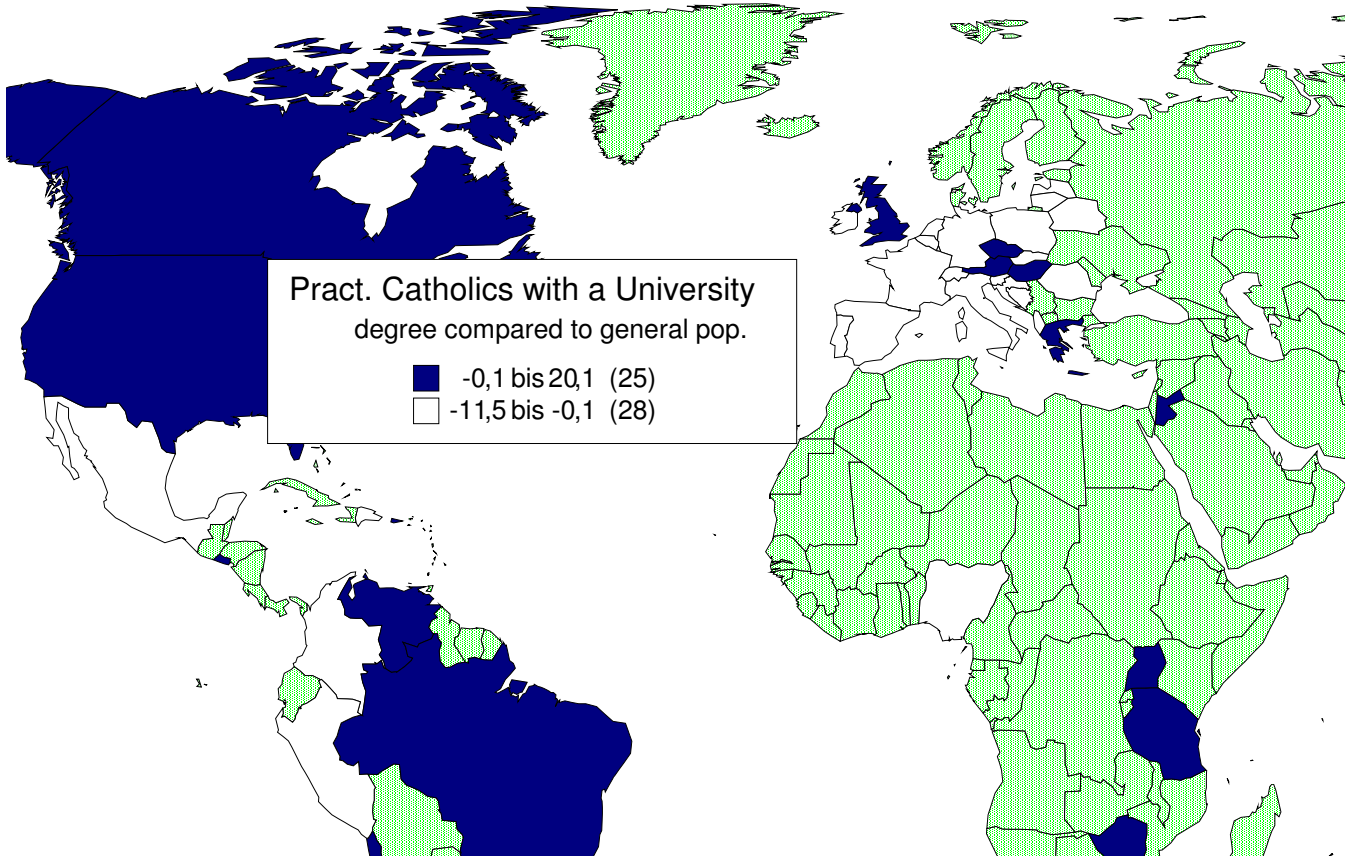 Pract. Catholics with a University
degree compared to general pop.
-0,1 bis 20,1 (25)
-11,5 bis -0,1 (28)